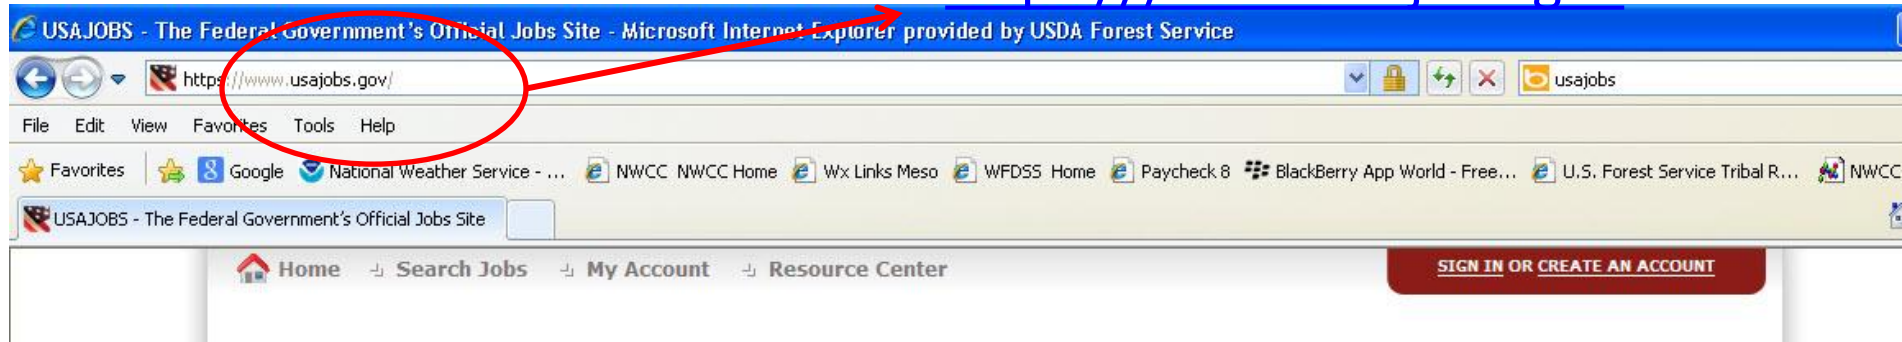 USAJOBS - The Federal Government's Official Jobs Site - Microsoft Internet Explorer provided by USDA Forest Service
https://www.usajobs.gov/ usajobs
File Edit View Favorites Tools Help
Favorites Google National Weather Service - ... NWCC NWCC Home Wx Links Meso WFDSS Home Paycheck 8 BlackBerry App World - Free... U.S. Forest Service Tribal R... NWCC
USAJOBS - The Federal Government's Official Jobs Site
Home Search Jobs My Account Resource Center SIGN IN OR CREATE AN ACCOUNT